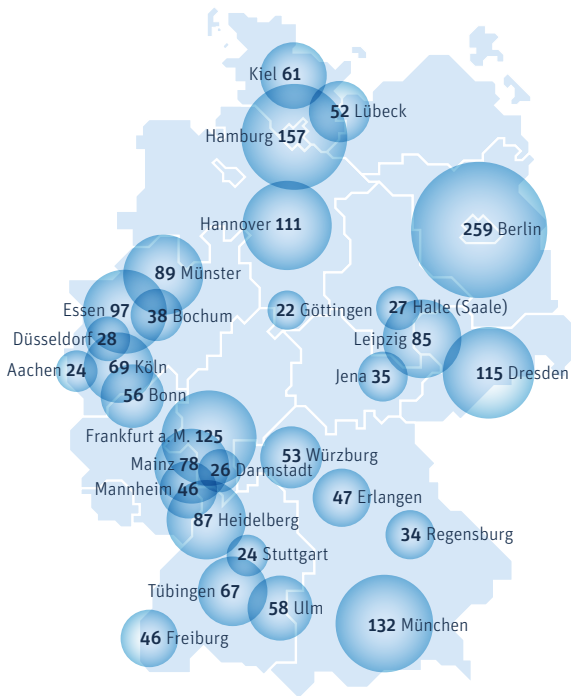 Kiel 61
52 Lübeck
Hamburg 157
Hannover 111
259 Berlin
89 Münster
Essen 97
38 Bochum
22 Göttingen
27 Halle (Saale)
Düsseldorf 28
Leipzig 85
Aachen 24
69 Köln
Jena 35
115 Dresden
56 Bonn
Frankfurt a. M. 125
53 Würzburg
Mainz 78
26 Darmstadt
Mannheim 46
47 Erlangen
87 Heidelberg
34 Regensburg
24 Stuttgart
Tübingen 67
58 Ulm
132 München
46 Freiburg